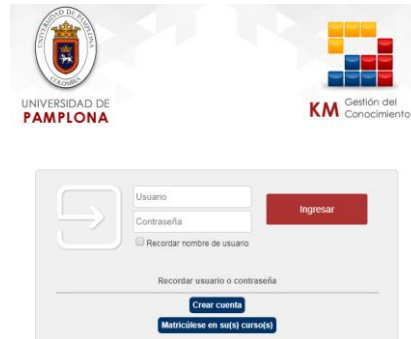 UNIVERSIDAD DE PAMPLONA
COLOMBIA
UNIVERSIDAD DE
PAMPLONA
KM Gestión del
Conocimiento
Usuario
Contraseña
Ingresar
Recordar nombre de usuario
Recordar usuario o contraseña
Crear cuenta
Matricúlese en su(s) curso(s)